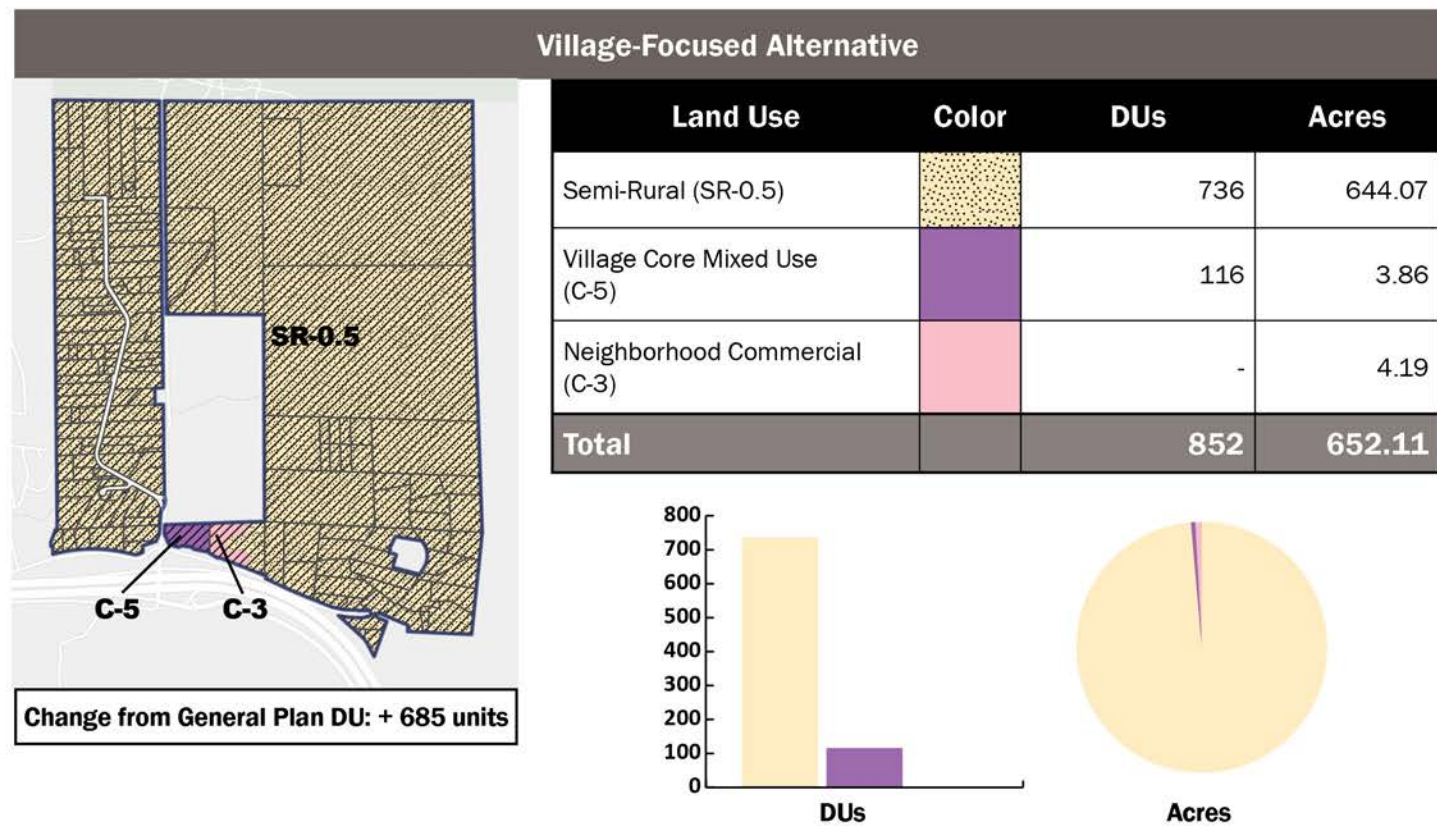 Village-Focused Alternative
SR-0.5
C-5
C-3
Change from General Plan DU: + 685 units
Land Use Color DUs Acres
Semi-Rural (SR-0.5) 736 644.07
Village Core Mixed Use
(C-5) 116 3.86
Neighborhood Commercial
(C-3) - 4.19
Total 852 652.11
800
700
600
500
400
300
200
100
0
DUs
Acres